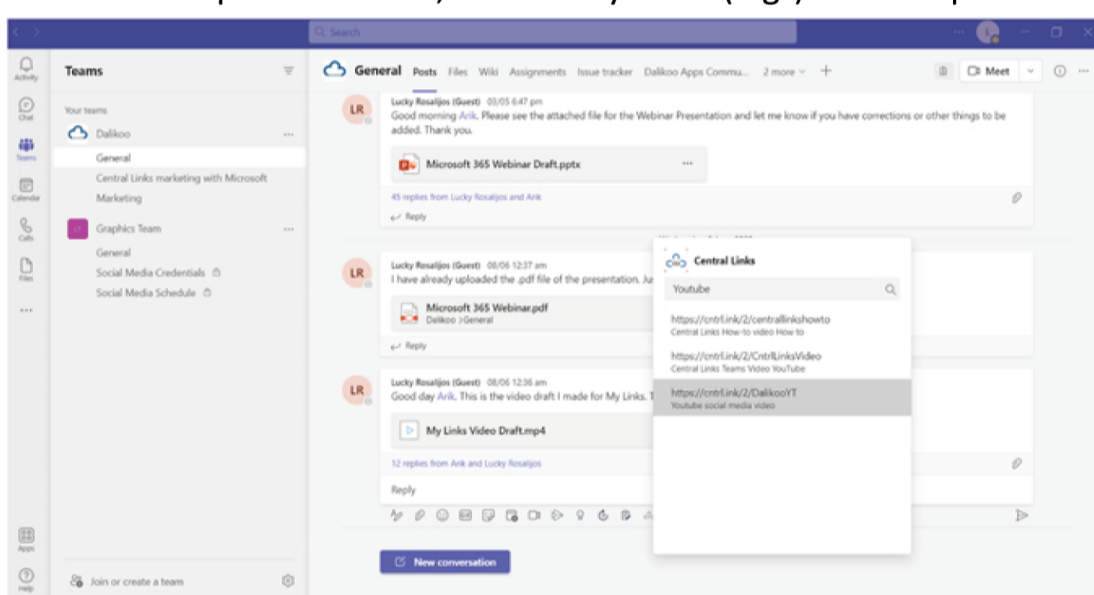 Search
Activity
Chat
Teams
Calendar
Calls
Files
Apps
Help
Teams
Your teams
Dalikoo
General
Central Links marketing with Microsoft
Marketing
Graphics Team
General
Social Media Credentials
Social Media Schedule
Join or create a team
General Posts Files Wiki Assignments Issue tracker Dalikoo Apps Commu... 2 more +
Meet
LR
Lucky Rosalijos (Guest) 03/05 6:47 pm
Good morning Arik. Please see the attached file for the Webinar Presentation and let me know if you have corrections or other things to be
added. Thank you.
Microsoft 365 Webinar Draft.pptx
45 replies from Lucky Rosalijos and Arik
Reply
LR
Lucky Rosalijos (Guest) 08/06 12:37 am
I have already uploaded the .pdf file of the presentation.
Microsoft 365 Webinar.pdf
Dalikoo >General
Reply
LR
Lucky Rosalijos (Guest) 08/06 12:36 am
Good day Arik. This is the video draft I made for My Links.
My Links Video Draft.mp4
12 replies from Arik and Lucky Rosalijos
Reply
New conversation
Central Links
Youtube
https://cntrl.ink/2/centrallinkshowto
Central Links How-to video How to
https://cntrl.ink/2/CntrlLinksVideo
Central Links Teams Video YouTube
https://cntrl.ink/2/DalikooYT
Youtube social media video